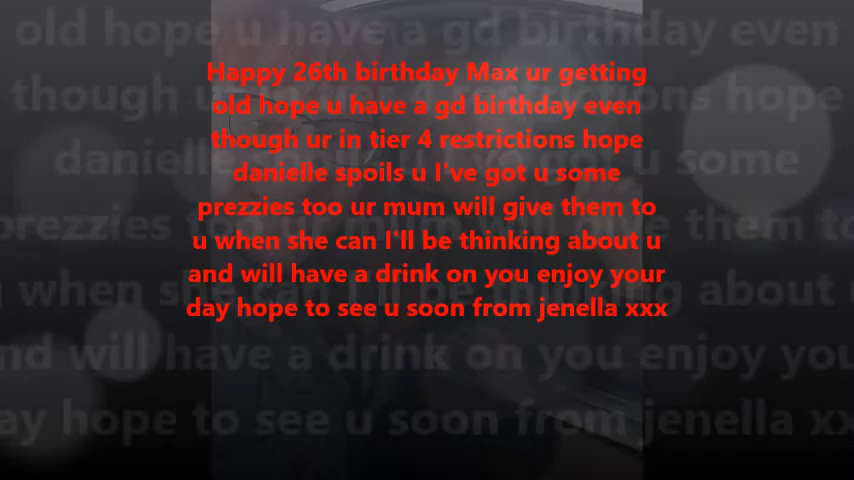 Happy 26th birthday Max ur getting
old hope u have a gd birthday even
though ur in tier 4 restrictions hope
danielle spoils u I've got u some
prezzies too ur mum will give them to
u when she can I'll be thinking about u
and will have a drink on you enjoy your
day hope to see u soon from jenella xxx